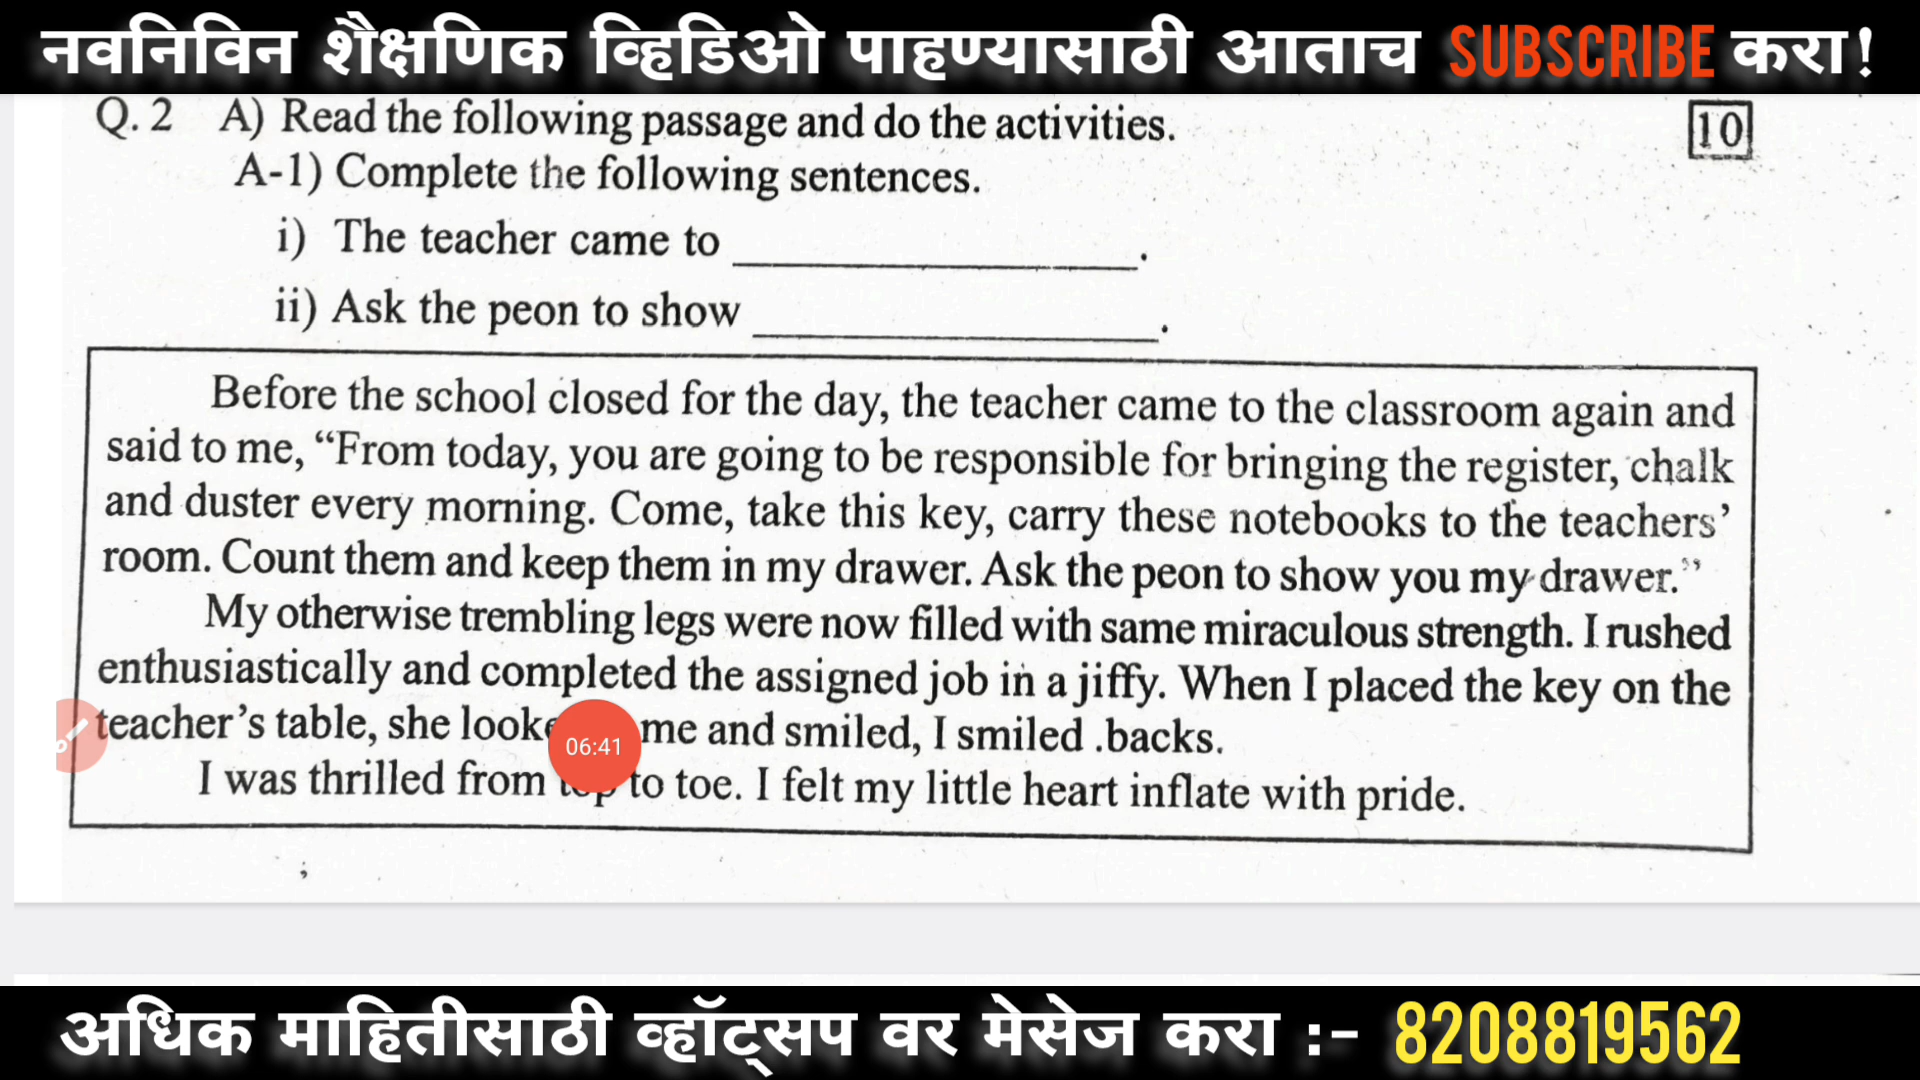 नवनिविन शैक्षणिक व्हिडिओ पाहण्यासाठी आताच SUBSCRIBE करा!
Q. 2 A) Read the following passage and do the activities. 10
A-1) Complete the following sentences.
i) The teacher came to ____________.
ii) Ask the peon to show ____________.
Before the school closed for the day, the teacher came to the classroom again and
said to me, “From today, you are going to be responsible for bringing the register, chalk
and duster every morning. Come, take this key, carry these notebooks to the teachers’
room. Count them and keep them in my drawer. Ask the peon to show you my drawer.”
My otherwise trembling legs were now filled with same miraculous strength. I rushed
enthusiastically and completed the assigned job in a jiffy. When I placed the key on the
teacher’s table, she me and smiled, I smiled .backs.
06:41
I was thrilled from to toe. I felt my little heart inflate with pride.
अधिक माहितीसाठी व्हॉट्सप वर मेसेज करा :- 8208819562